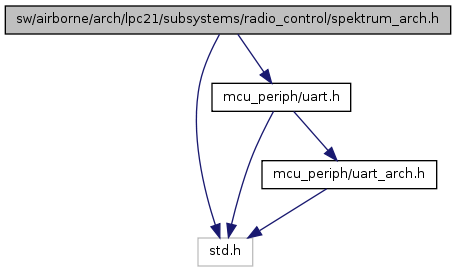 sw/airborne/arch/lpc21/subsystems/radio_control/spektrum_arch.h
mcu_periph/uart.h
mcu_periph/uart_arch.h
std.h